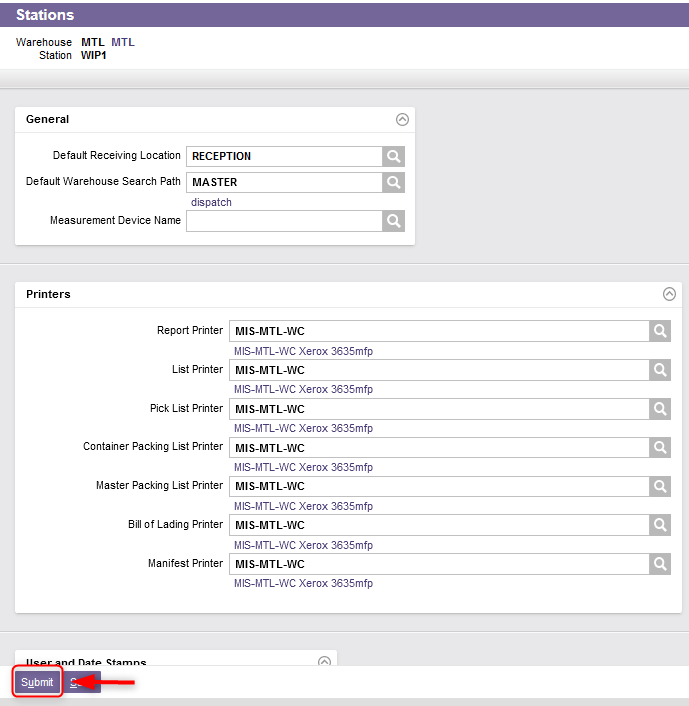 Stations
Warehouse MTL MTL
Station WIP1
General
Default Receiving Location RECEPTION
Default Warehouse Search Path MASTER
dispatch
Measurement Device Name
Printers
Report Printer MIS-MTL-WC
MIS-MTL-WC Xerox 3635mfp
List Printer MIS-MTL-WC
MIS-MTL-WC Xerox 3635mfp
Pick List Printer MIS-MTL-WC
MIS-MTL-WC Xerox 3635mfp
Container Packing List Printer MIS-MTL-WC
MIS-MTL-WC Xerox 3635mfp
Master Packing List Printer MIS-MTL-WC
MIS-MTL-WC Xerox 3635mfp
Bill of Lading Printer MIS-MTL-WC
MIS-MTL-WC Xerox 3635mfp
Manifest Printer MIS-MTL-WC
MIS-MTL-WC Xerox 3635mfp
User and Date Stamps
Submit